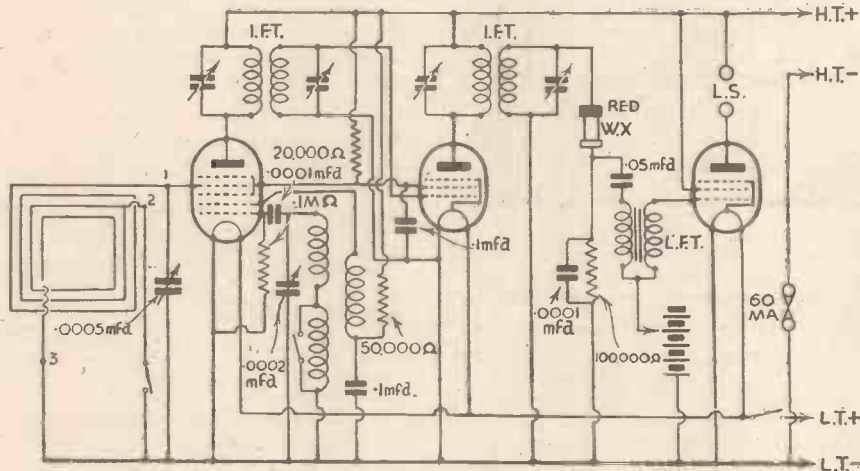 I.F.T.
I.F.T.
H.T.+
H.T.-
L.S.
RED
W.X
20,000Ω
.0001mfd
.05mfd
.1MΩ
1
2
.1mfd
L.F.T.
.0005mfd
60
MA
.0001
mfd
3
.0002
mfd
50,000Ω
100000Ω
.1mfd.
L.T.+
L.T.-